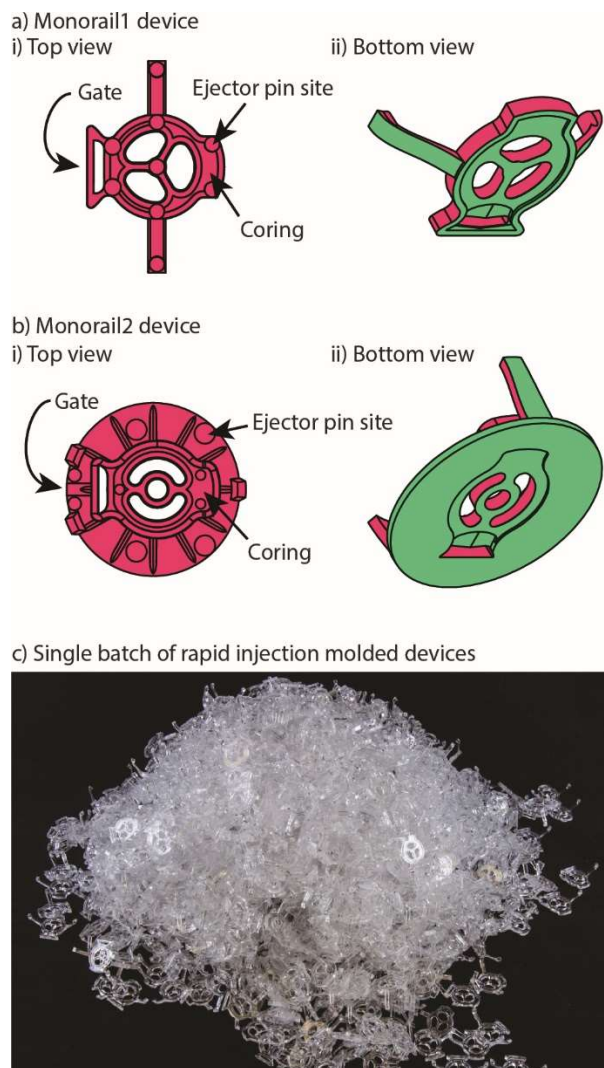 a) Monorail1 device
i) Top view
ii) Bottom view
Gate
Ejector pin site
Coring
b) Monorail2 device
i) Top view
ii) Bottom view
Gate
Ejector pin site
Coring
c) Single batch of rapid injection molded devices